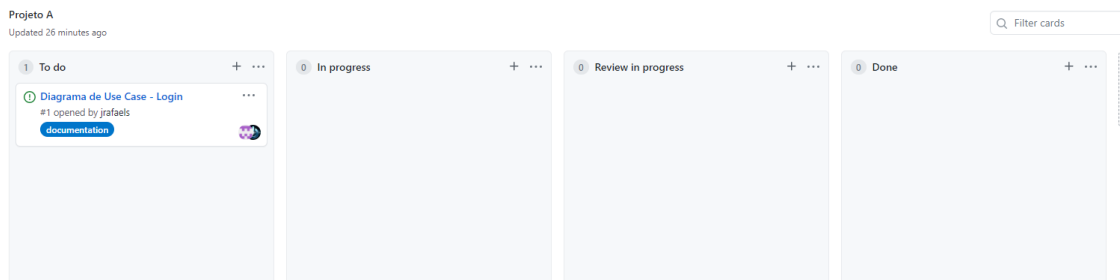 Projeto A
Updated 26 minutes ago
Filter cards
1 To do
Diagrama de Use Case - Login
#1 opened by jrafaels
documentation
0 In progress
0 Review in progress
0 Done